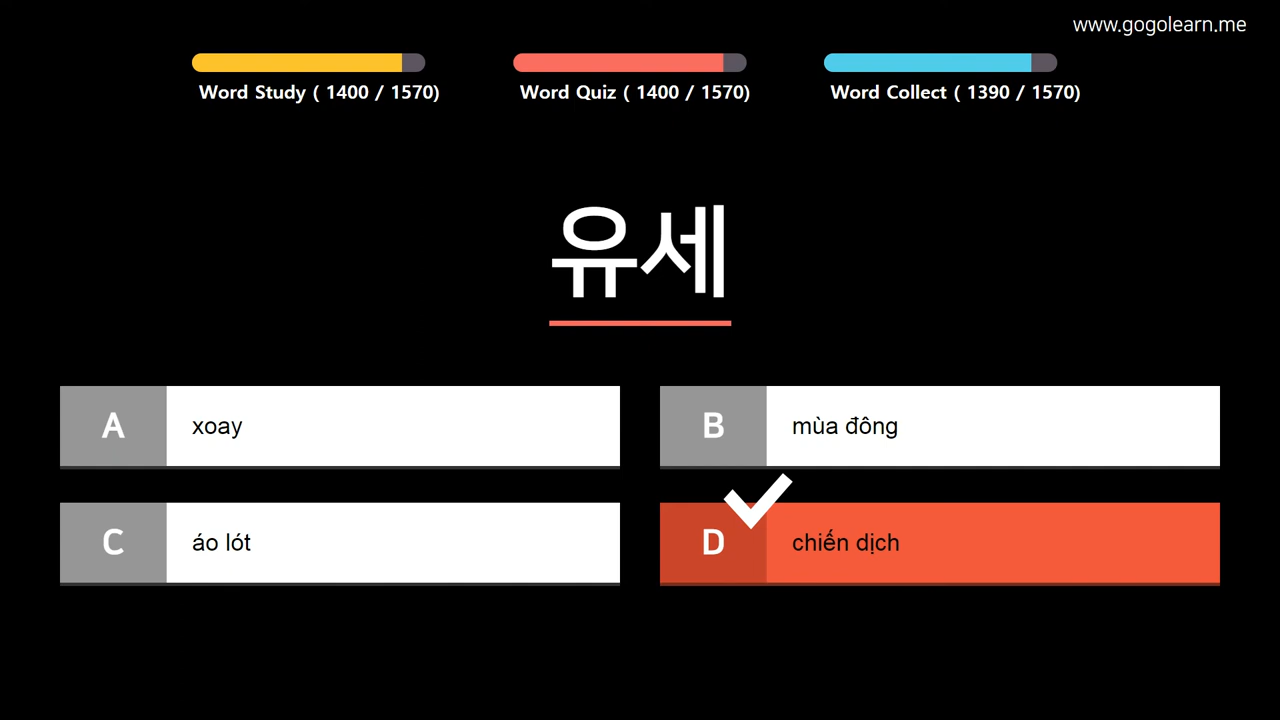 www.gogolearn.me
Word Study ( 1400 / 1570)
Word Quiz ( 1400 / 1570)
Word Collect ( 1390 / 1570)
유세
A
xoay
B
mùa đông
C
áo lót
D
chiến dịch